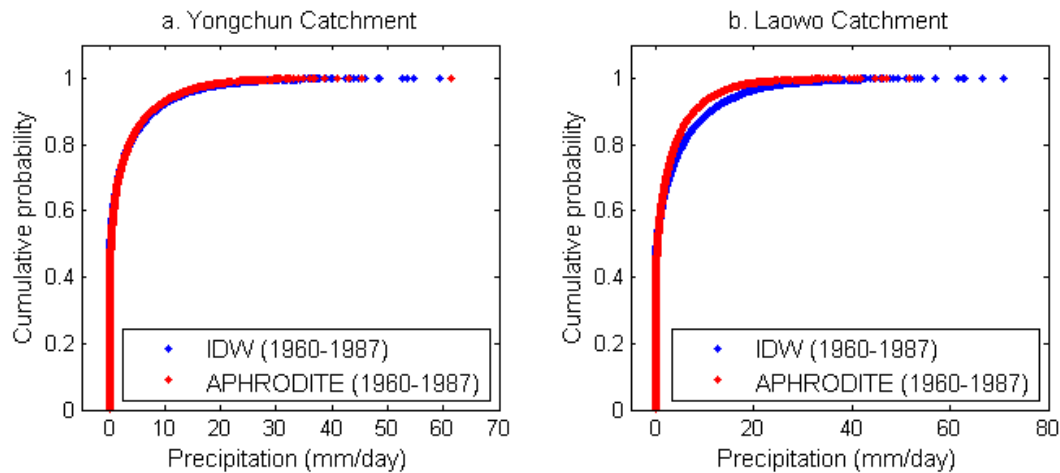 a. Yongchun Catchment
1
0.8
0.6
0.4
0.2
0
Cumulative probability
IDW (1960-1987)
APHRODITE (1960-1987)
0 10 20 30 40 50 60 70
Precipitation (mm/day)
b. Laowo Catchment
1
0.8
0.6
0.4
0.2
0
Cumulative probability
IDW (1960-1987)
APHRODITE (1960-1987)
0 20 40 60 80
Precipitation (mm/day)